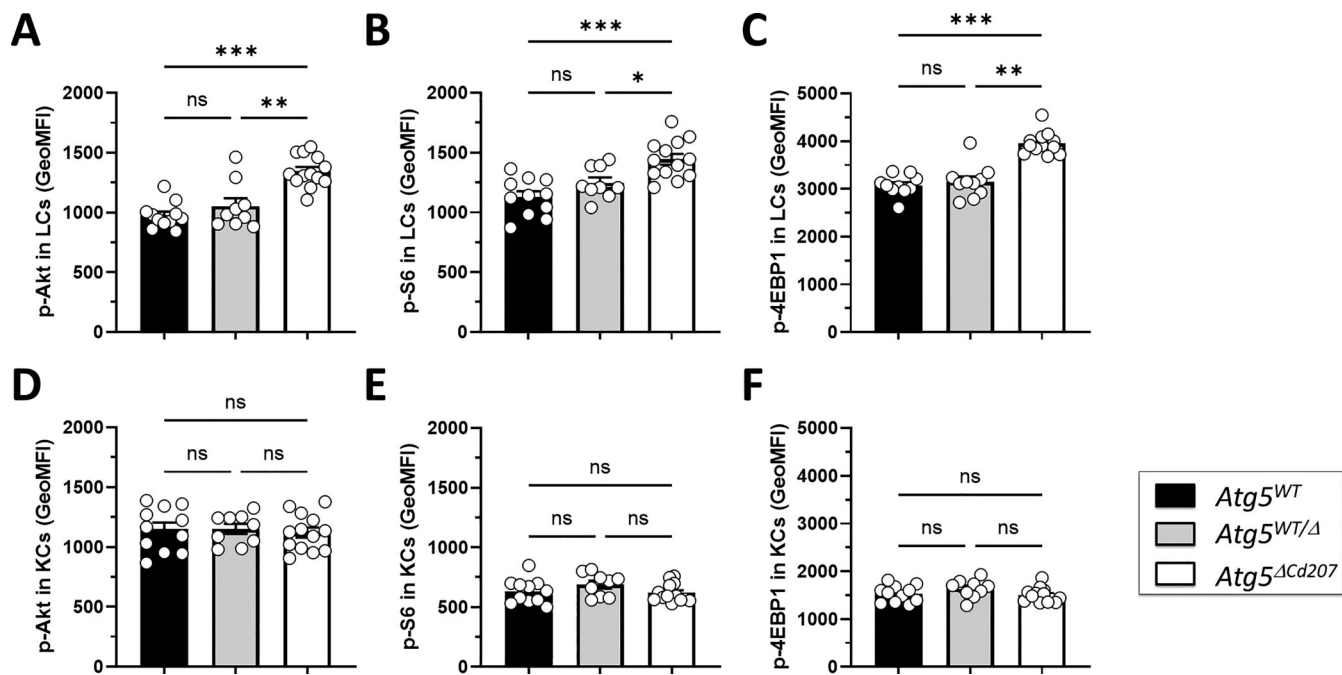 A
***
ns
**
p-Akt in LCs (GeoMFI)
2000
1500
1000
500
0
B
***
ns
*
p-S6 in LCs (GeoMFI)
2000
1500
1000
500
0
C
***
ns
**
p-4EBP1 in LCs (GeoMFI)
5000
4000
3000
2000
1000
0
D
ns
ns
ns
p-Akt in KCs (GeoMFI)
2000
1500
1000
500
0
E
ns
ns
ns
p-S6 in KCs (GeoMFI)
2000
1500
1000
500
0
F
ns
ns
ns
p-4EBP1 in KCs (GeoMFI)
5000
4000
3000
2000
1000
0
Atg5^WT
Atg5^WT/Δ
Atg5^ΔCd207